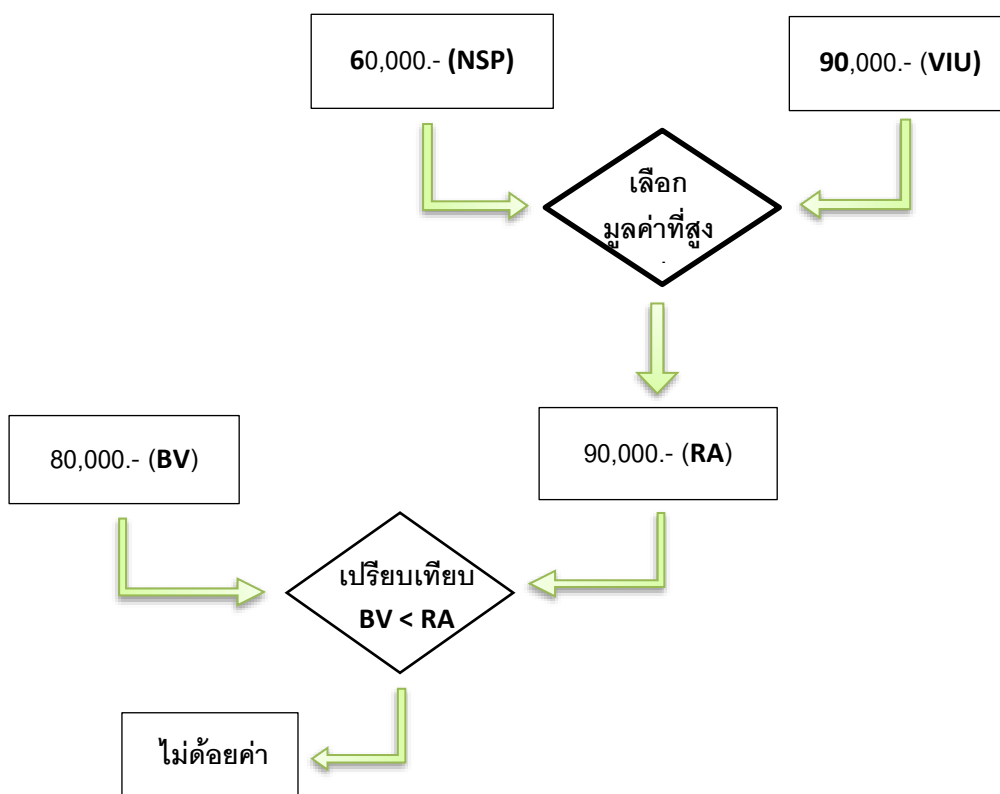 60,000.- (NSP)
90,000.- (VIU)
เลือก
มูลค่าที่สูง
80,000.- (BV)
90,000.- (RA)
เปรียบเทียบ
BV < RA
ไม่ด้อยค่า